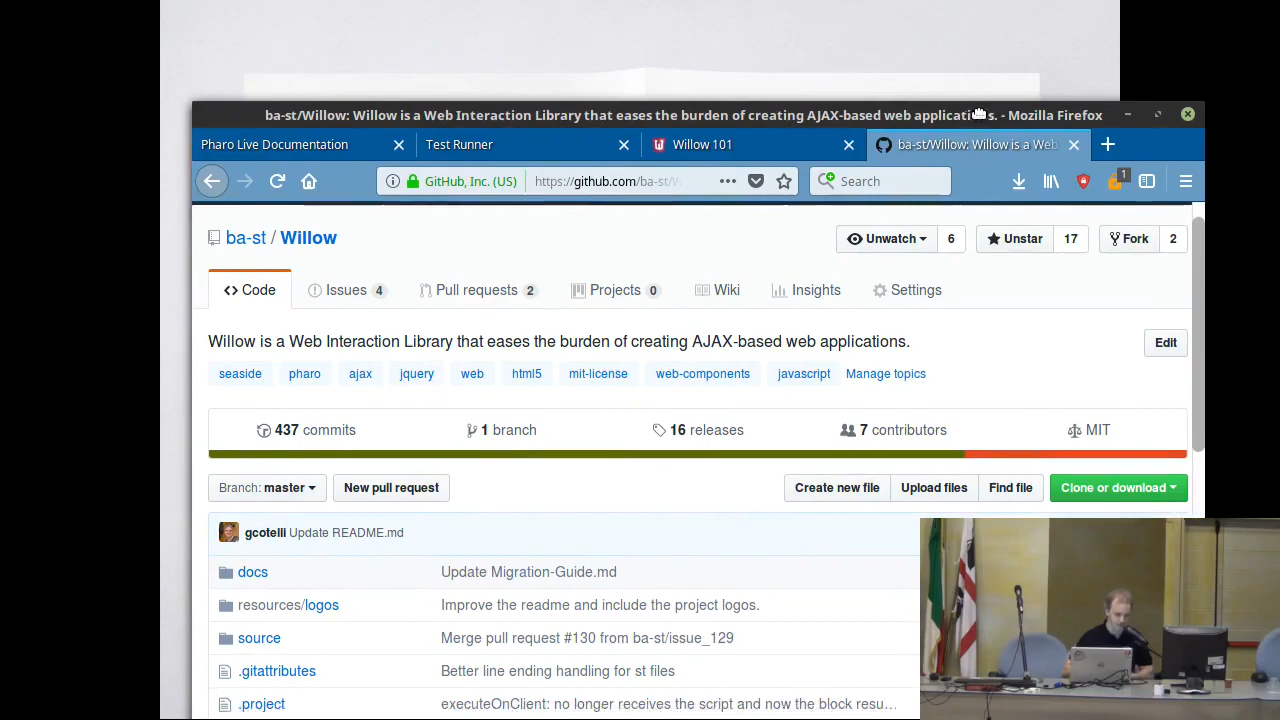 ba-st/Willow: Willow is a Web Interaction Library that eases the burden of creating AJAX-based web applications. - Mozilla Firefox
Pharo Live Documentation
Test Runner
Willow 101
ba-st/Willow: Willow is a Web
GitHub, Inc. (US)
https://github.com/ba-st/W
Search
1
ba-st / Willow
Unwatch 6
Unstar 17
Fork 2
Code
Issues 4
Pull requests 2
Projects 0
Wiki
Insights
Settings
Willow is a Web Interaction Library that eases the burden of creating AJAX-based web applications.
Edit
seaside pharo ajax jquery web html5 mit-license web-components javascript Manage topics
437 commits
1 branch
16 releases
7 contributors
MIT
Branch: master
New pull request
Create new file
Upload files
Find file
Clone or download
gcotelli Update README.md
docs Update Migration-Guide.md
resources/logos Improve the readme and include the project logos.
source Merge pull request #130 from ba-st/issue_129
.gitattributes Better line ending handling for st files
.project executeOnClient: no longer receives the script and now the block resu…